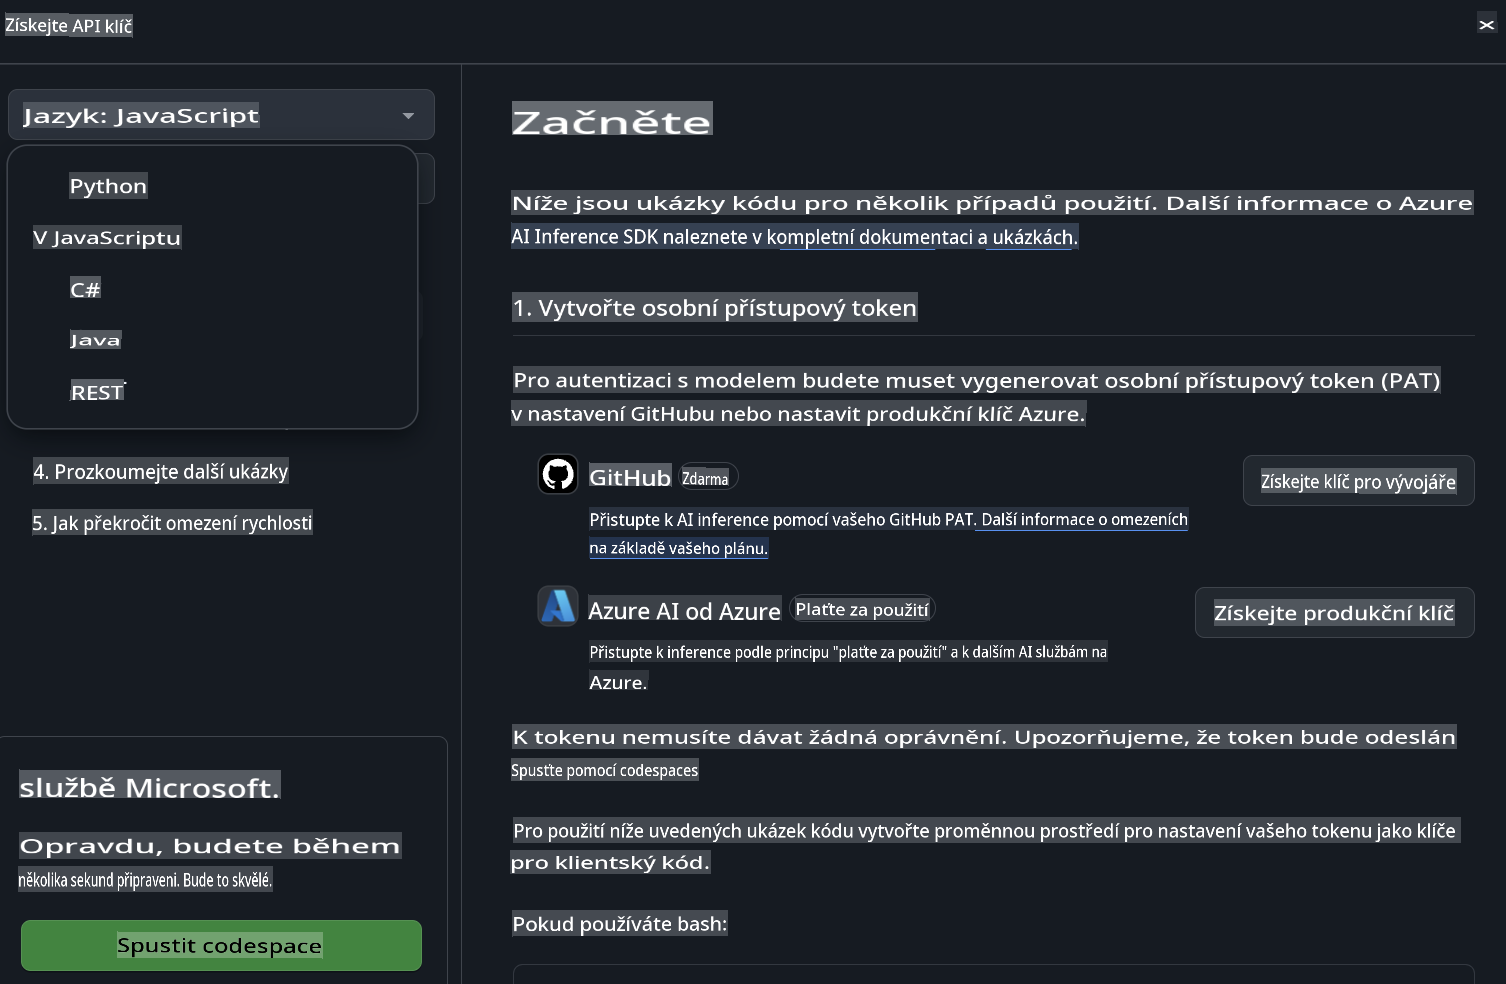 Získejte API klíč
Jazyk: JavaScript
Python
V JavaScriptu
C#
Java
REST
4. Prozkoumejte další ukázky
5. Jak překročit omezení rychlosti
službě Microsoft.
Opravdu, budete během
několika sekund připraveni. Bude to skvělé.
Spustit codespace
Začněte
Níže jsou ukázky kódu pro několik případů použití. Další informace o Azure
AI Inference SDK naleznete v kompletní dokumentaci a ukázkách.
1. Vytvořte osobní přístupový token
Pro autentizaci s modelem budete muset vygenerovat osobní přístupový token (PAT)
v nastavení GitHubu nebo nastavit produkční klíč Azure.
GitHub Zdarma
Získejte klíč pro vývojáře
Přistupte k AI inference pomocí vašeho GitHub PAT. Další informace o omezeních
na základě vašeho plánu.
Azure AI od Azure Plaťte za použití
Získejte produkční klíč
Přistupte k inference podle principu "plaťte za použití" a k dalším AI službám na
Azure.
K tokenu nemusíte dávat žádná oprávnění. Upozorňujeme, že token bude odeslán
Spusťte pomocí codespaces
Pro použití níže uvedených ukázek kódu vytvořte proměnnou prostředí pro nastavení vašeho tokenu jako klíče
pro klientský kód.
Pokud používáte bash: